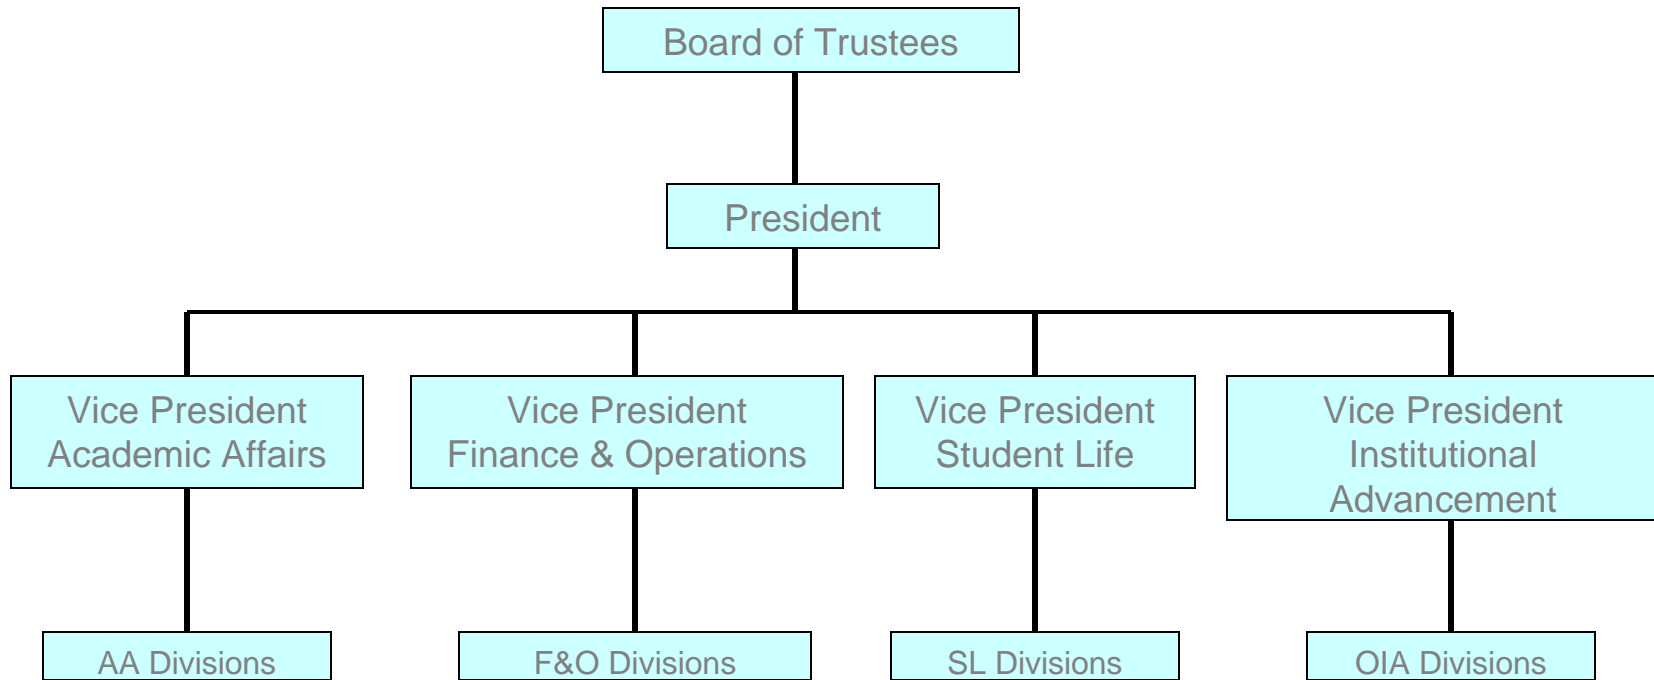 Board of Trustees
President
Vice President
Academic Affairs
Vice President
Finance & Operations
Vice President
Student Life
Vice President
Institutional
Advancement
AA Divisions
F&O Divisions
SL Divisions
OIA Divisions